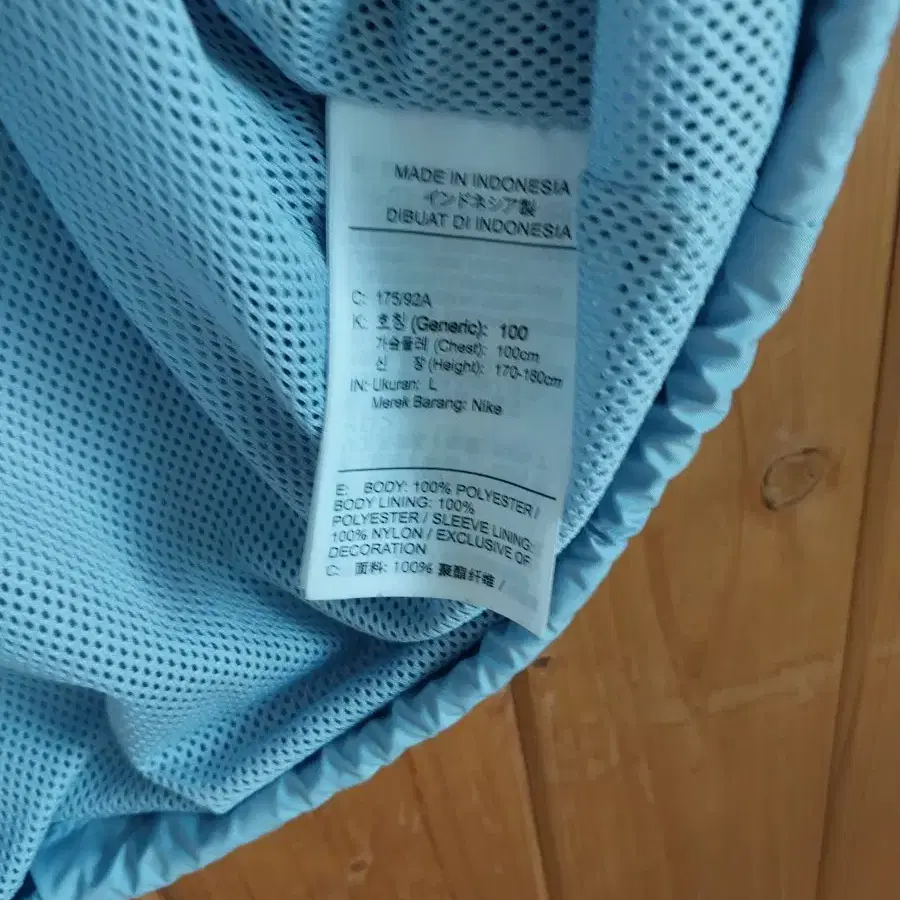 MADE IN INDONESIA
インドネシア製
DIBUAT DI INDONESIA
C: 175/92A
K: 호칭 (Generic): 100
가슴둘레 (Chest): 100cm
신 장 (Height): 170-180cm
IN: Ukuran: L
Merek Barang: Nike
E: BODY: 100% POLYESTER /
BODY LINING: 100%
POLYESTER / SLEEVE LINING:
100% NYLON / EXCLUSIVE OF
DECORATION
C: 面料: 100% 聚酯纤维 /